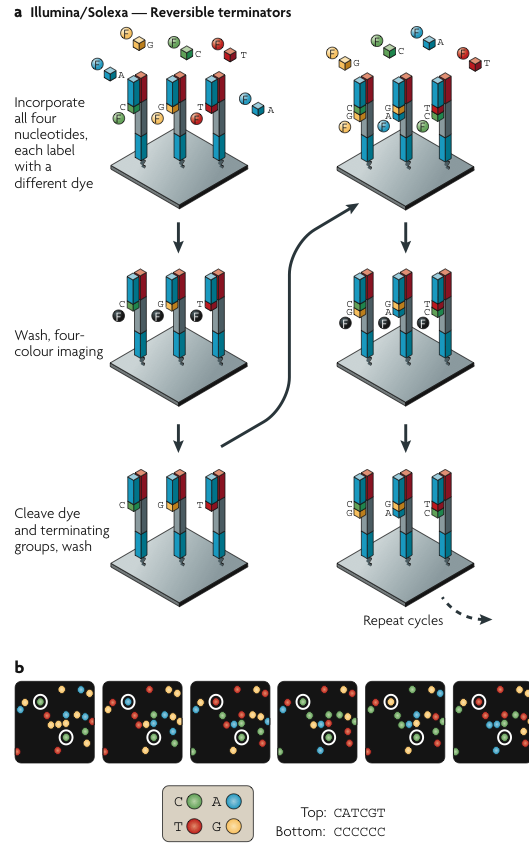 a Illumina/Solexa — Reversible terminators
F G F C F T
F A
F A
Incorporate
all four
nucleotides,
each label
with a
different dye
C G T
F F F
F G F C F A F T
C G T
G A C
F F F
Wash, four-
colour imaging
C G T
F F F
C G T
G A C
F F F
Cleave dye
and terminating
groups, wash
C G T
C G T
G A C
Repeat cycles
b
C A
T G
Top: CATCGT
Bottom: CCCCCC